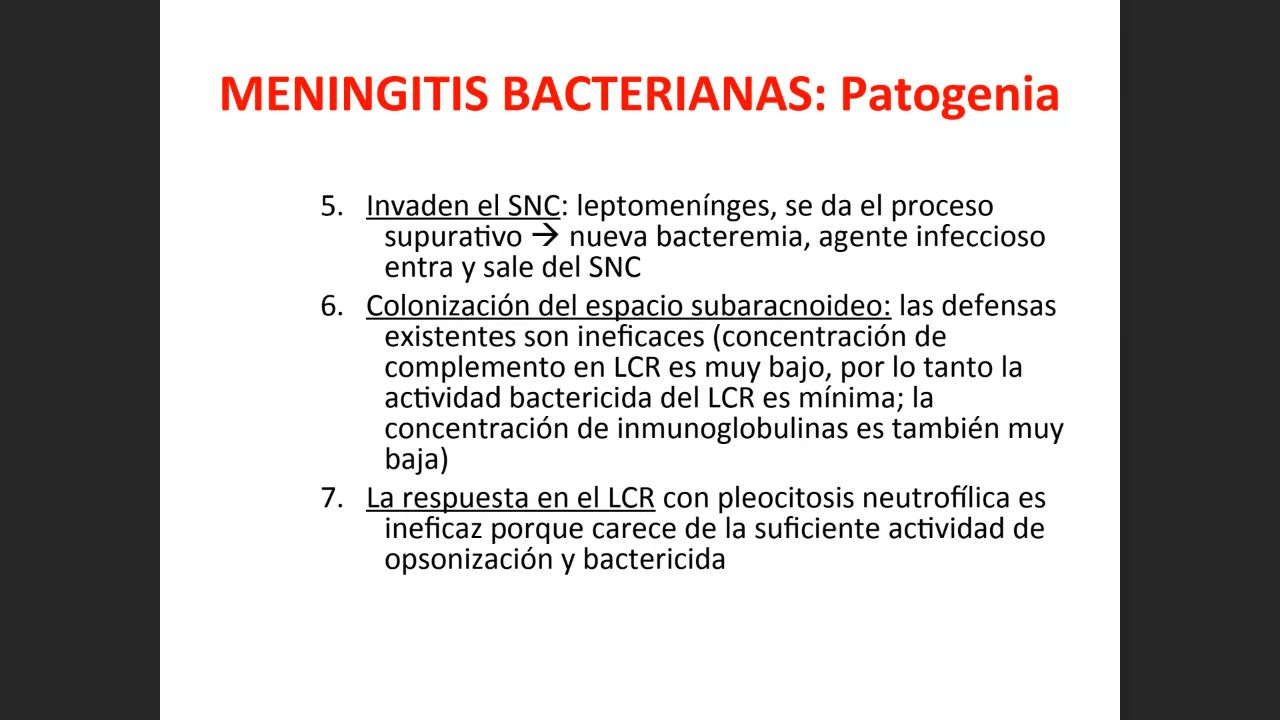 MENINGITIS BACTERIANAS: Patogenia
5. Invaden el SNC: leptomenínges, se da el proceso
supurativo → nueva bacteremia, agente infeccioso
entra y sale del SNC
6. Colonización del espacio subaracnoideo: las defensas
existentes son ineficaces (concentración de
complemento en LCR es muy bajo, por lo tanto la
actividad bactericida del LCR es mínima; la
concentración de inmunoglobulinas es también muy
baja)
7. La respuesta en el LCR con pleocitosis neutrofílica es
ineficaz porque carece de la suficiente actividad de
opsonización y bactericida